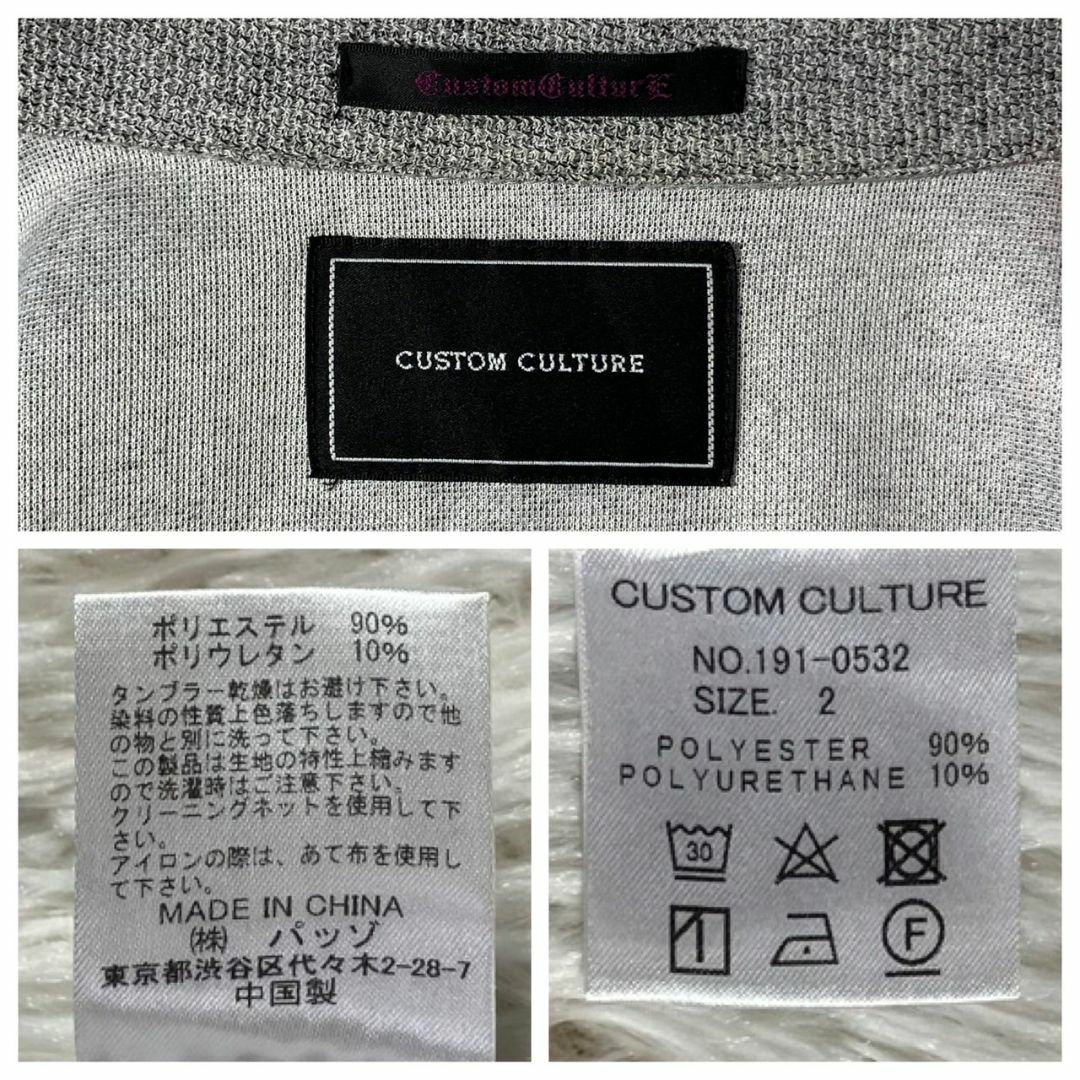 CustomCulturE
CUSTOM CULTURE
ポリエステル 90%
ポリウレタン 10%
タンブラー乾燥はお避け下さい。
染料の性質上色落ちしますので他
の物と別に洗って下さい。
この製品は生地の特性上縮みます
ので洗濯時はご注意下さい。
クリーニングネットを使用して下
さい。
アイロンの際は、あて布を使用し
て下さい。
MADE IN CHINA
㈱ パッゾ
東京都渋谷区代々木2-28-7
中国製
CUSTOM CULTURE
NO.191-0532
SIZE. 2
POLYESTER 90%
POLYURETHANE 10%
30
F